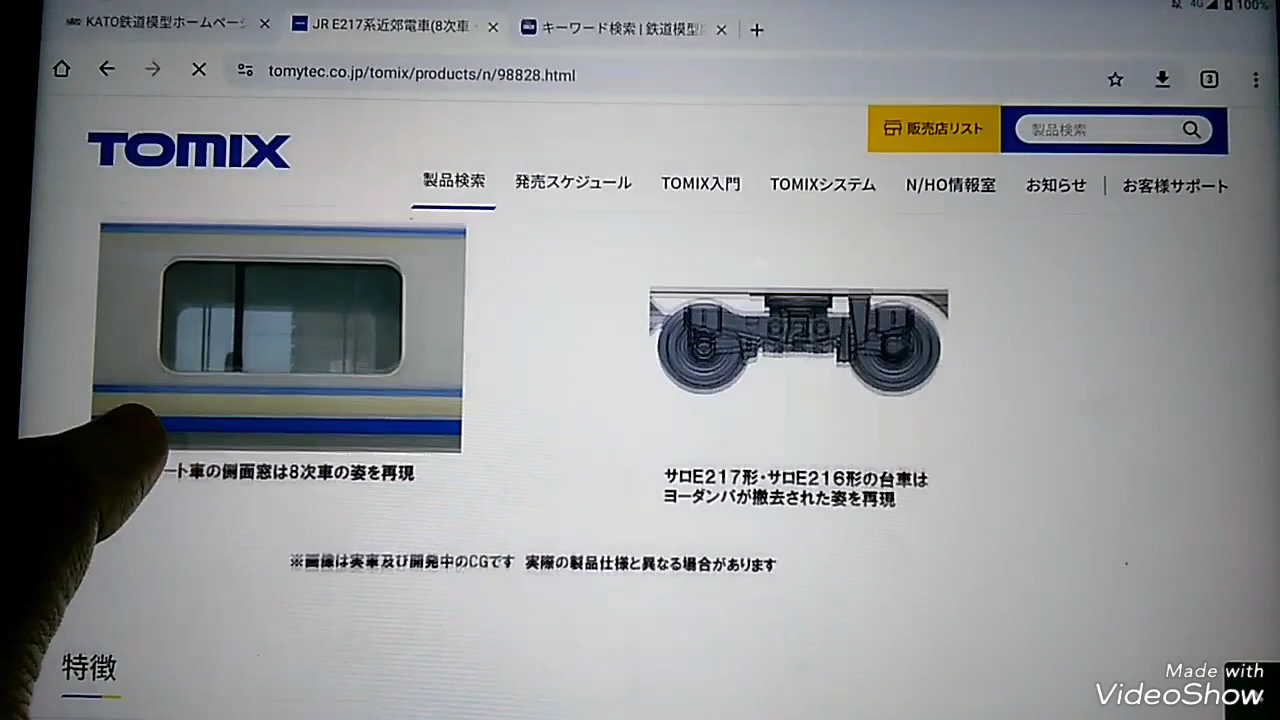 KATO鉄道模型ホームペー
JR E217系近郊電車(8次車
キーワード検索 | 鉄道模型
4G
100%
tomytec.co.jp/tomix/products/n/98828.html
3
TOMIX
販売店リスト
製品検索
製品検索
発売スケジュール
TOMIX入門
TOMIXシステム
N/HO情報室
お知らせ
お客様サポート
ート車の側面窓は8次車の姿を再現
サロE217形・サロE216形の台車は
ヨーダンパが撤去された姿を再現
※画像は実車及び開発中のCGです 実際の製品仕様と異なる場合があります
特徴
Made with
VideoShow